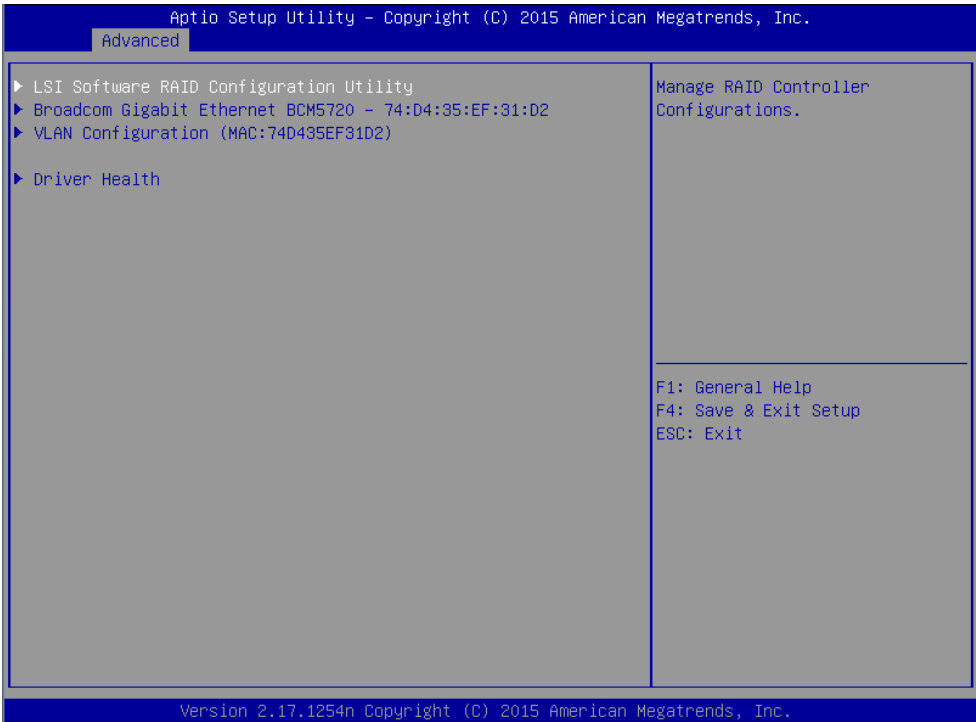 Aptio Setup Utility – Copyright (C) 2015 American Megatrends, Inc.
Advanced
LSI Software RAID Configuration Utility
Broadcom Gigabit Ethernet BCM5720 – 74:D4:35:EF:31:D2
VLAN Configuration (MAC:74D435EF31D2)
Driver Health
Manage RAID Controller
Configurations.
F1: General Help
F4: Save & Exit Setup
ESC: Exit
Version 2.17.1254n Copyright (C) 2015 American Megatrends, Inc.